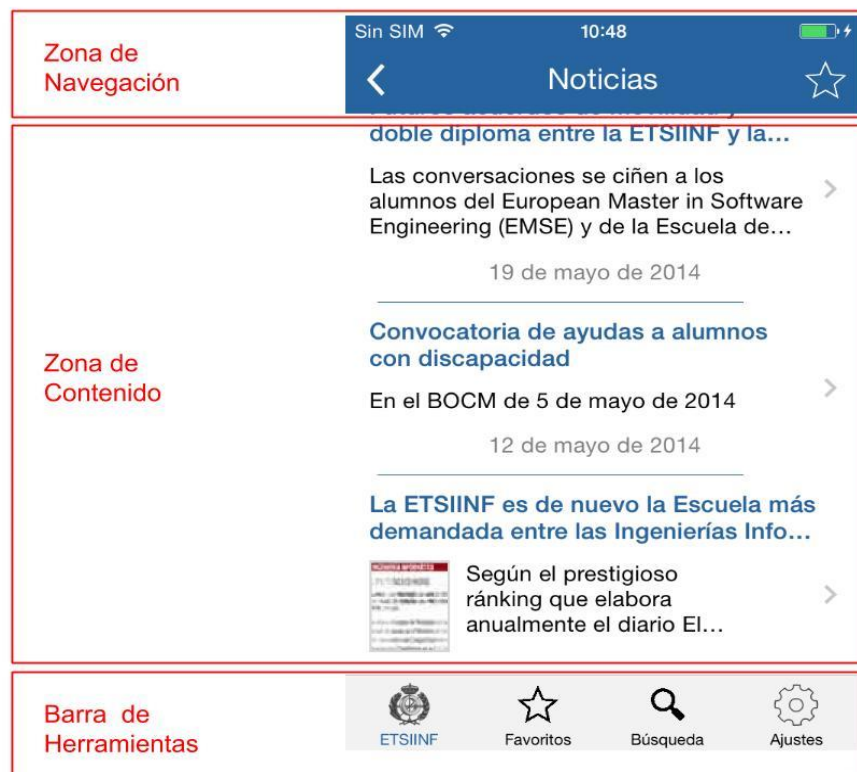 Zona de
Navegación
Sin SIM 10:48
Noticias
doble diploma entre la ETSIINF y la...
Las conversaciones se ciñen a los
alumnos del European Master in Software
Engineering (EMSE) y de la Escuela de...
19 de mayo de 2014
Zona de
Contenido
Convocatoria de ayudas a alumnos
con discapacidad
En el BOCM de 5 de mayo de 2014
12 de mayo de 2014
La ETSIINF es de nuevo la Escuela más
demandada entre las Ingenierías Info...
Según el prestigioso
ránking que elabora
anualmente el diario El...
Barra de
Herramientas
ETSIINF Favoritos Búsqueda Ajustes